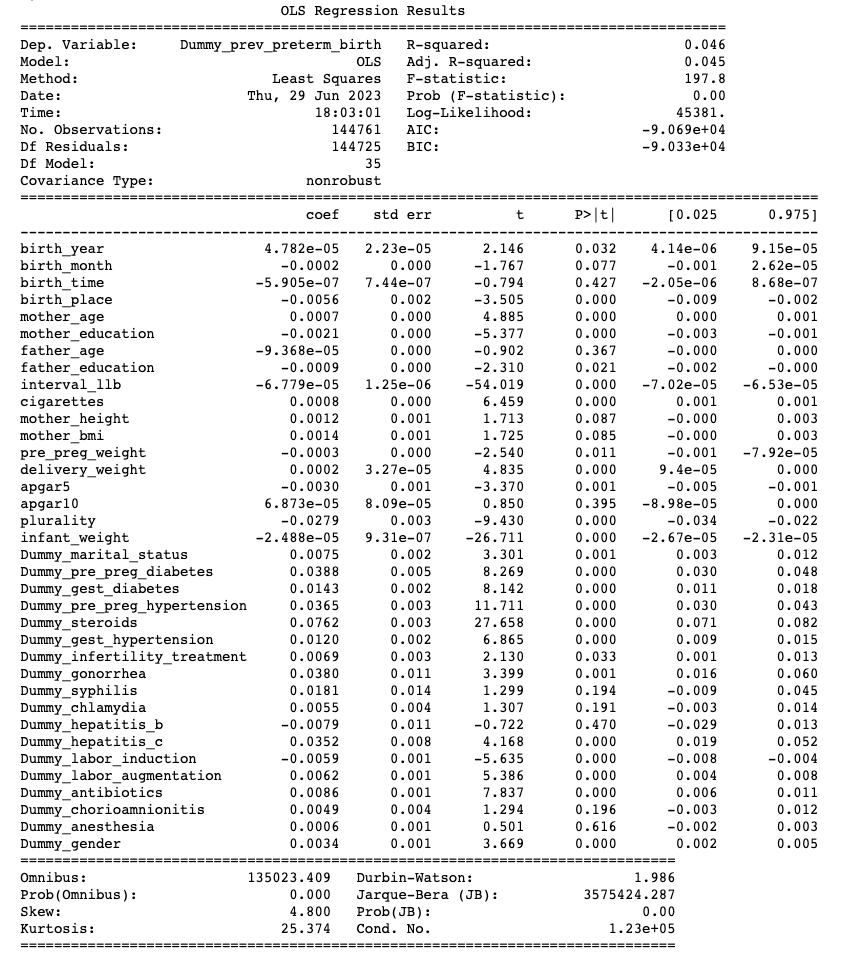 OLS Regression Results
==============================================================================
Dep. Variable: Dummy_prev_preterm_birth R-squared: 0.046
Model: OLS Adj. R-squared: 0.045
Method: Least Squares F-statistic: 197.8
Date: Thu, 29 Jun 2023 Prob (F-statistic): 0.00
Time: 18:03:01 Log-Likelihood: 45381.
No. Observations: 144761 AIC: -9.069e+04
Df Residuals: 144725 BIC: -9.033e+04
Df Model: 35
Covariance Type: nonrobust
==============================================================================
coef std err t P>|t| [0.025 0.975]
------------------------------------------------------------------------------
birth_year 4.782e-05 2.23e-05 2.146 0.032 4.14e-06 9.15e-05
birth_month -0.0002 0.000 -1.767 0.077 -0.001 2.62e-05
birth_time -5.905e-07 7.44e-07 -0.794 0.427 -2.05e-06 8.68e-07
birth_place -0.0056 0.002 -3.505 0.000 -0.009 -0.002
mother_age 0.0007 0.000 4.885 0.000 0.000 0.001
mother_education -0.0021 0.000 -5.377 0.000 -0.003 -0.001
father_age -9.368e-05 0.000 -0.902 0.367 -0.000 0.000
father_education -0.0009 0.000 -2.310 0.021 -0.002 -0.000
interval_llb -6.779e-05 1.25e-06 -54.019 0.000 -7.02e-05 -6.53e-05
cigarettes 0.0008 0.000 6.459 0.000 0.001 0.001
mother_height 0.0012 0.001 1.713 0.087 -0.000 0.003
mother_bmi 0.0014 0.001 1.725 0.085 -0.000 0.003
pre_preg_weight -0.0003 0.000 -2.540 0.011 -0.001 -7.92e-05
delivery_weight 0.0002 3.27e-05 4.835 0.000 9.4e-05 0.000
apgar5 -0.0030 0.001 -3.370 0.001 -0.005 -0.001
apgar10 6.873e-05 8.09e-05 0.850 0.395 -8.98e-05 0.000
plurality -0.0279 0.003 -9.430 0.000 -0.034 -0.022
infant_weight -2.488e-05 9.31e-07 -26.711 0.000 -2.67e-05 -2.31e-05
Dummy_marital_status 0.0075 0.002 3.301 0.001 0.003 0.012
Dummy_pre_preg_diabetes 0.0388 0.005 8.269 0.000 0.030 0.048
Dummy_gest_diabetes 0.0143 0.002 8.142 0.000 0.011 0.018
Dummy_pre_preg_hypertension 0.0365 0.003 11.711 0.000 0.030 0.043
Dummy_steroids 0.0762 0.003 27.658 0.000 0.071 0.082
Dummy_gest_hypertension 0.0120 0.002 6.865 0.000 0.009 0.015
Dummy_infertility_treatment 0.0069 0.003 2.130 0.033 0.001 0.013
Dummy_gonorrhea 0.0380 0.011 3.399 0.001 0.016 0.060
Dummy_syphilis 0.0181 0.014 1.299 0.194 -0.009 0.045
Dummy_chlamydia 0.0055 0.004 1.307 0.191 -0.003 0.014
Dummy_hepatitis_b -0.0079 0.011 -0.722 0.470 -0.029 0.013
Dummy_hepatitis_c 0.0352 0.008 4.168 0.000 0.019 0.052
Dummy_labor_induction -0.0059 0.001 -5.635 0.000 -0.008 -0.004
Dummy_labor_augmentation 0.0062 0.001 5.386 0.000 0.004 0.008
Dummy_antibiotics 0.0086 0.001 7.837 0.000 0.006 0.011
Dummy_chorioamnionitis 0.0049 0.004 1.294 0.196 -0.003 0.012
Dummy_anesthesia 0.0006 0.001 0.501 0.616 -0.002 0.003
Dummy_gender 0.0034 0.001 3.669 0.000 0.002 0.005
==============================================================================
Omnibus: 135023.409 Durbin-Watson: 1.986
Prob(Omnibus): 0.000 Jarque-Bera (JB): 3575424.287
Skew: 4.800 Prob(JB): 0.00
Kurtosis: 25.374 Cond. No. 1.23e+05
==============================================================================